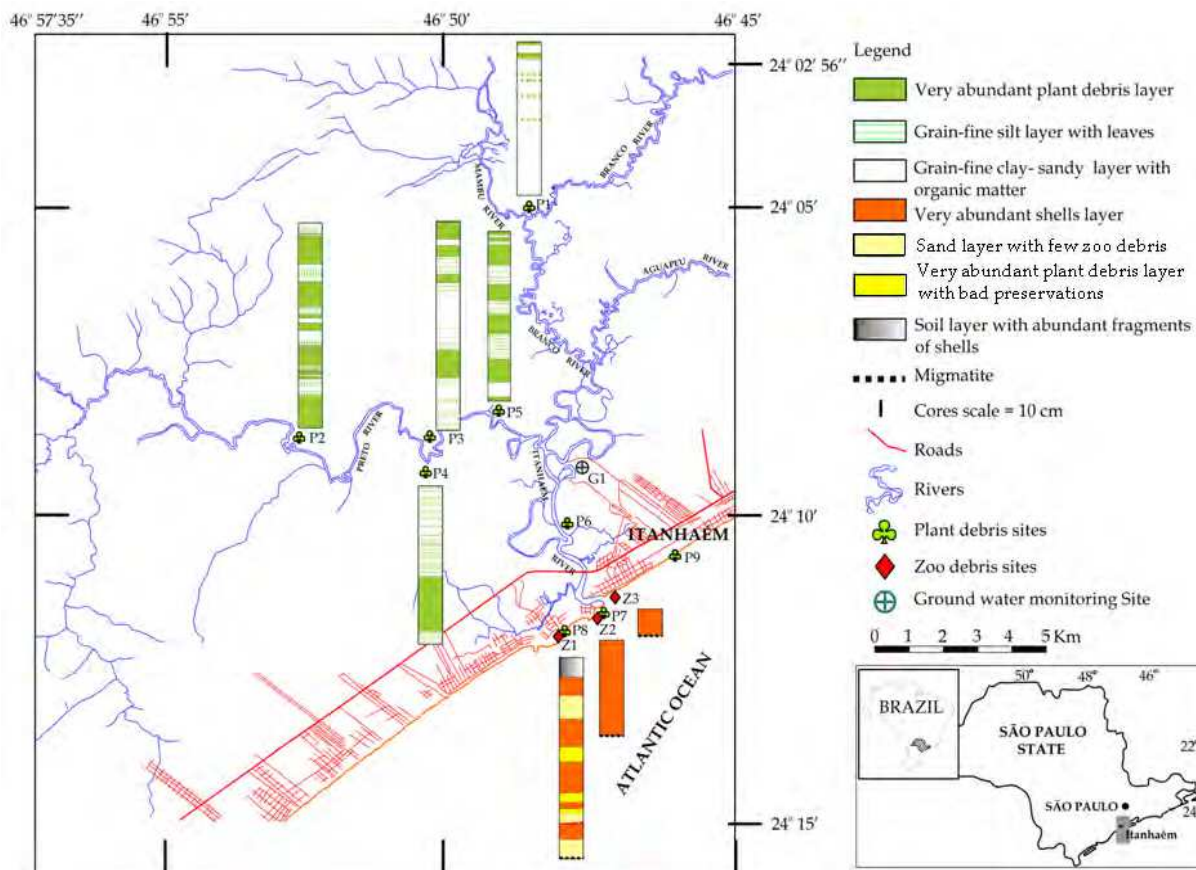 46° 57' 35"
46° 55'
46° 50'
46° 45'
24° 02' 56''
24° 05'
24° 10'
24° 15'
MAMBU RIVER
BRANCO RIVER
P1
AGUAPEU RIVER
BRANCO RIVER
P5
P2
PRETO RIVER
P3
P4
ITANHAÉM
G1
P6
ITANHAÉM
P9
RIVER
Z3
P7
Z2
P8
Z1
ATLANTIC OCEAN
Legend
Very abundant plant debris layer
Grain-fine silt layer with leaves
Grain-fine clay- sandy layer with
organic matter
Very abundant shells layer
Sand layer with few zoo debris
Very abundant plant debris layer
with bad preservations
Soil layer with abundant fragments
of shells
Migmatite
Cores scale = 10 cm
Roads
Rivers
Plant debris sites
Zoo debris sites
Ground water monitoring Site
0 1 2 3 4 5 Km
BRAZIL
50°
48°
46°
SÃO PAULO
STATE
22°
SÃO PAULO
24
Itanhaém